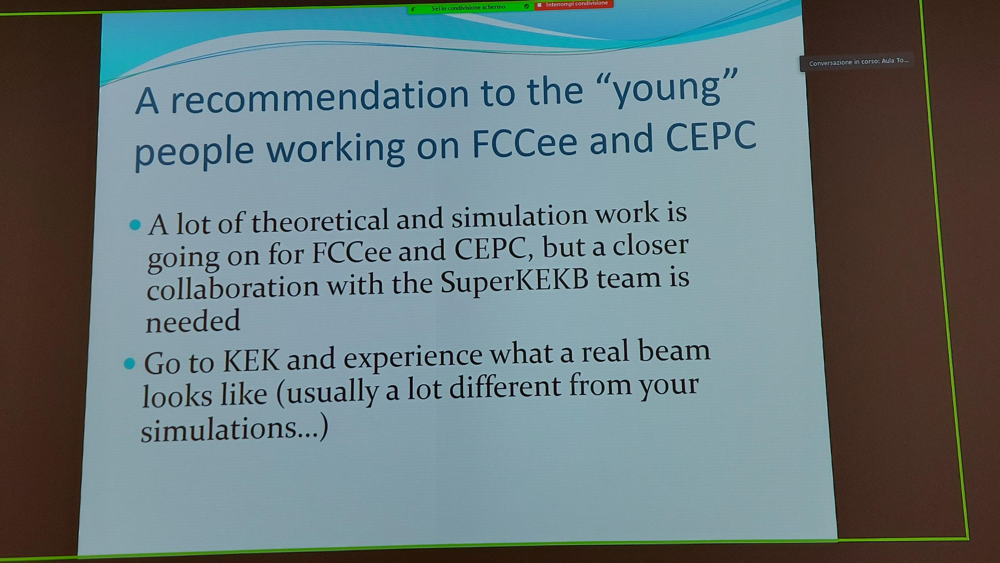 Sei in condivisione schermo
Interrompi condivisione
Conversazione in corso: Aula To...
A recommendation to the “young”
people working on FCCee and CEPC
• A lot of theoretical and simulation work is
going on for FCCee and CEPC, but a closer
collaboration with the SuperKEKB team is
needed
• Go to KEK and experience what a real beam
looks like (usually a lot different from your
simulations...)